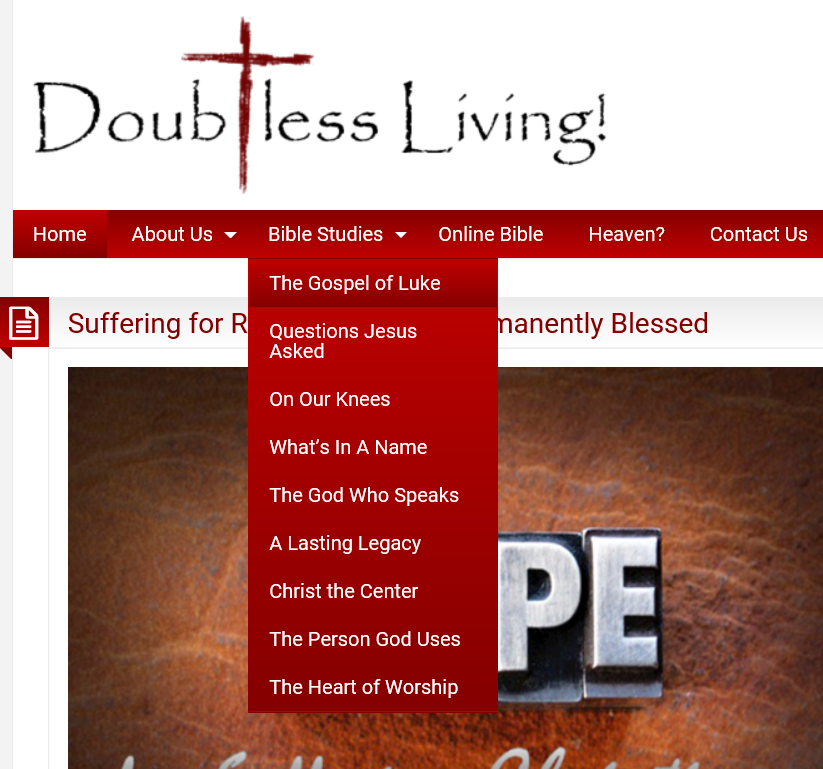 Doubtless Living!
Home About Us Bible Studies Online Bible Heaven? Contact Us
The Gospel of Luke
Suffering for manently Blessed
Questions Jesus
Asked
On Our Knees
What's In A Name
The God Who Speaks
A Lasting Legacy
PE
Christ the Center
The Person God Uses
The Heart of Worship